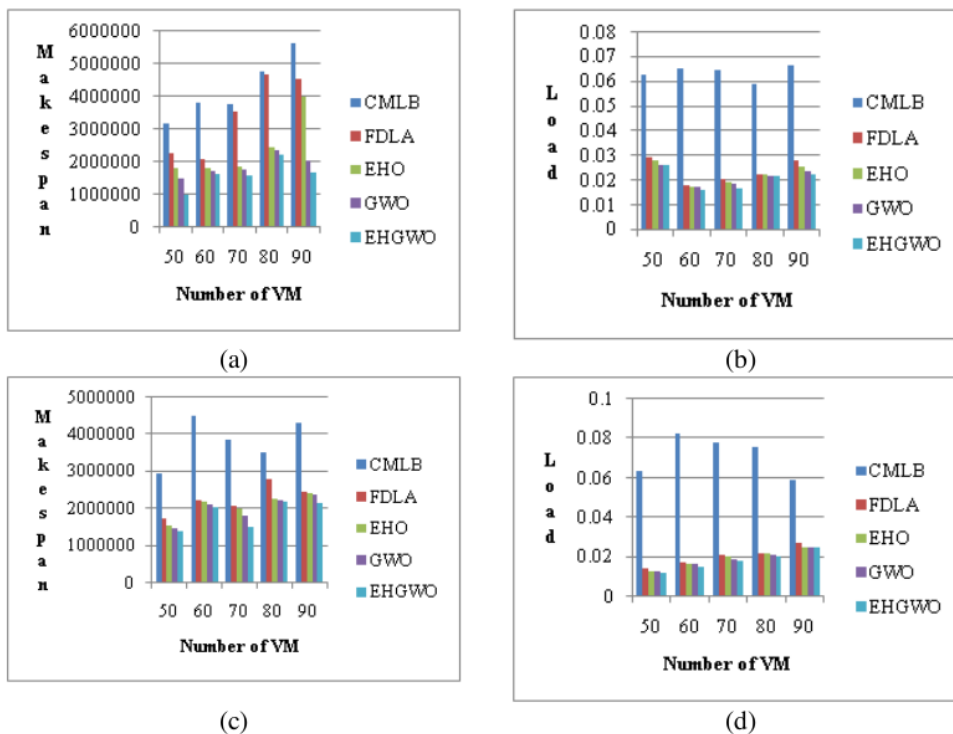 Makespan
6000000
5000000
4000000
3000000
2000000
1000000
0
50 60 70 80 90
Number of VM
CMLB
FDLA
EHO
GWO
EHGWO
(a)
Load
0.08
0.07
0.06
0.05
0.04
0.03
0.02
0.01
0
50 60 70 80 90
Number of VM
CMLB
FDLA
EHO
GWO
EHGWO
(b)
Makespan
5000000
4000000
3000000
2000000
1000000
0
50 60 70 80 90
Number of VM
CMLB
FDLA
EHO
GWO
EHGWO
(c)
Load
0.1
0.08
0.06
0.04
0.02
0
50 60 70 80 90
Number of VM
CMLB
FDLA
EHO
GWO
EHGWO
(d)